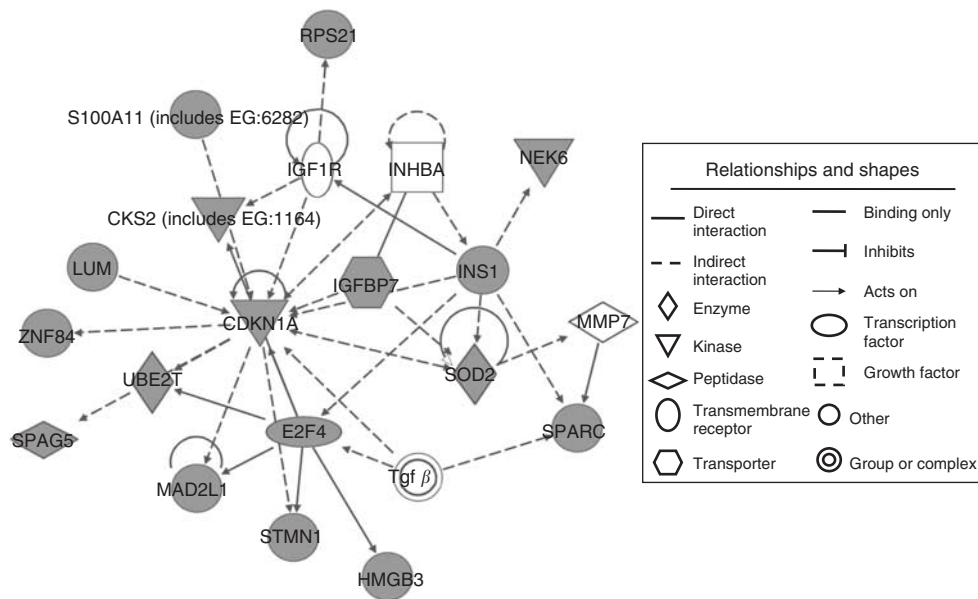 RPS21
S100A11 (includes EG:6282)
IGF1R
INHBA
NEK6
CKS2 (includes EG:1164)
LUM
IGFBP7
INS1
ZNF84
CDKN1A
MMP7
UBE2T
SOD2
SPAG5
E2F4
SPARC
MAD2L1
Tgf β
STMN1
HMGB3
Relationships and shapes
Direct
interaction
Indirect
interaction
Enzyme
Kinase
Peptidase
Transmembrane
receptor
Transporter
Binding only
Inhibits
Acts on
Transcription
factor
Growth factor
Other
Group or complex